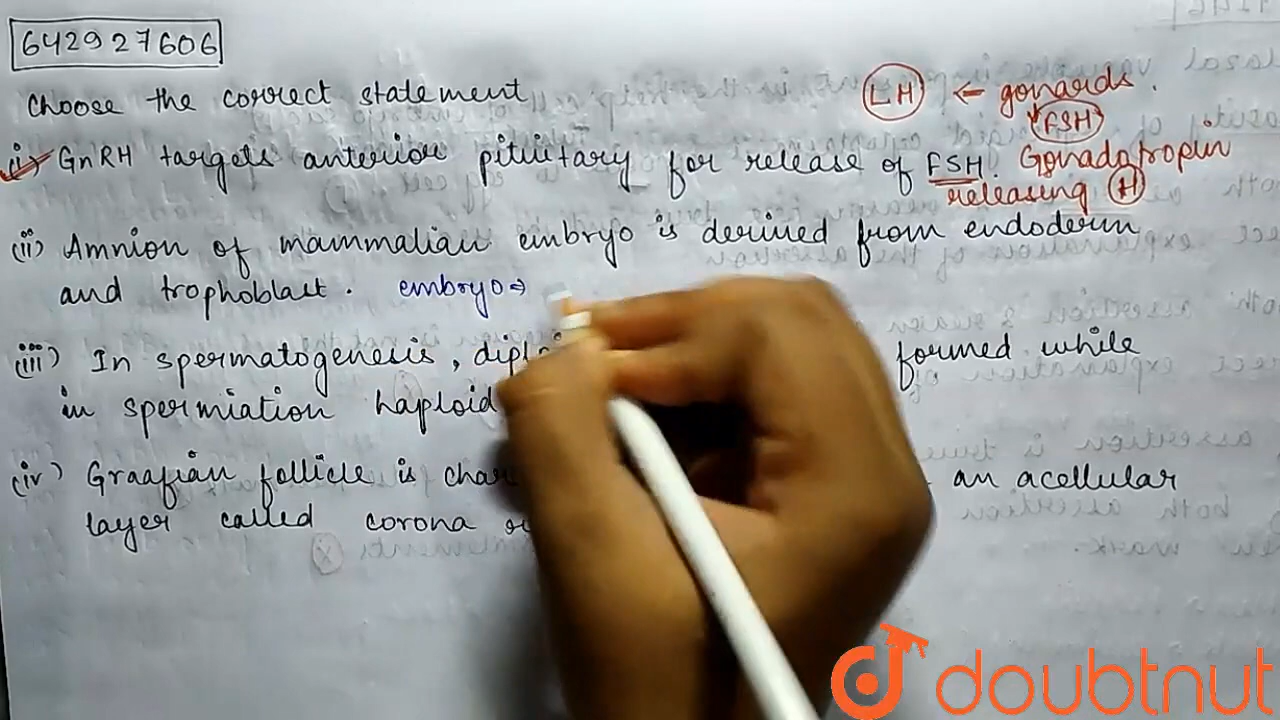 642927606
Choose the correct statement
LH ← gonards.
FSH
(i) GnRH targets anterior pituitary for release of FSH. Gonadotropin
releasing H
(ii) Amnion of mammalian embryo is derived from endoderm
and trophoblast. embryo⇒
(iii) In spermatogenesis, formed while
in spermiation haploid
(iv) Graafian follicle is an acellular
layer called corona
doubtnut